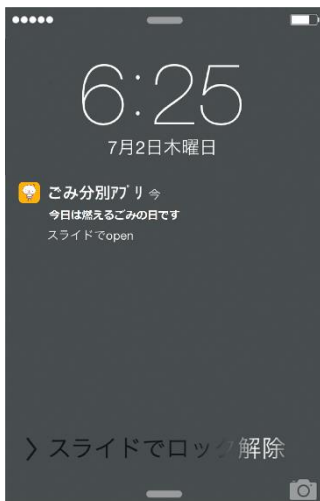 6:25
7月2日木曜日
ごみ分別アプリ 今
今日は燃えるごみの日です
スライドでopen
> スライドでロック解除